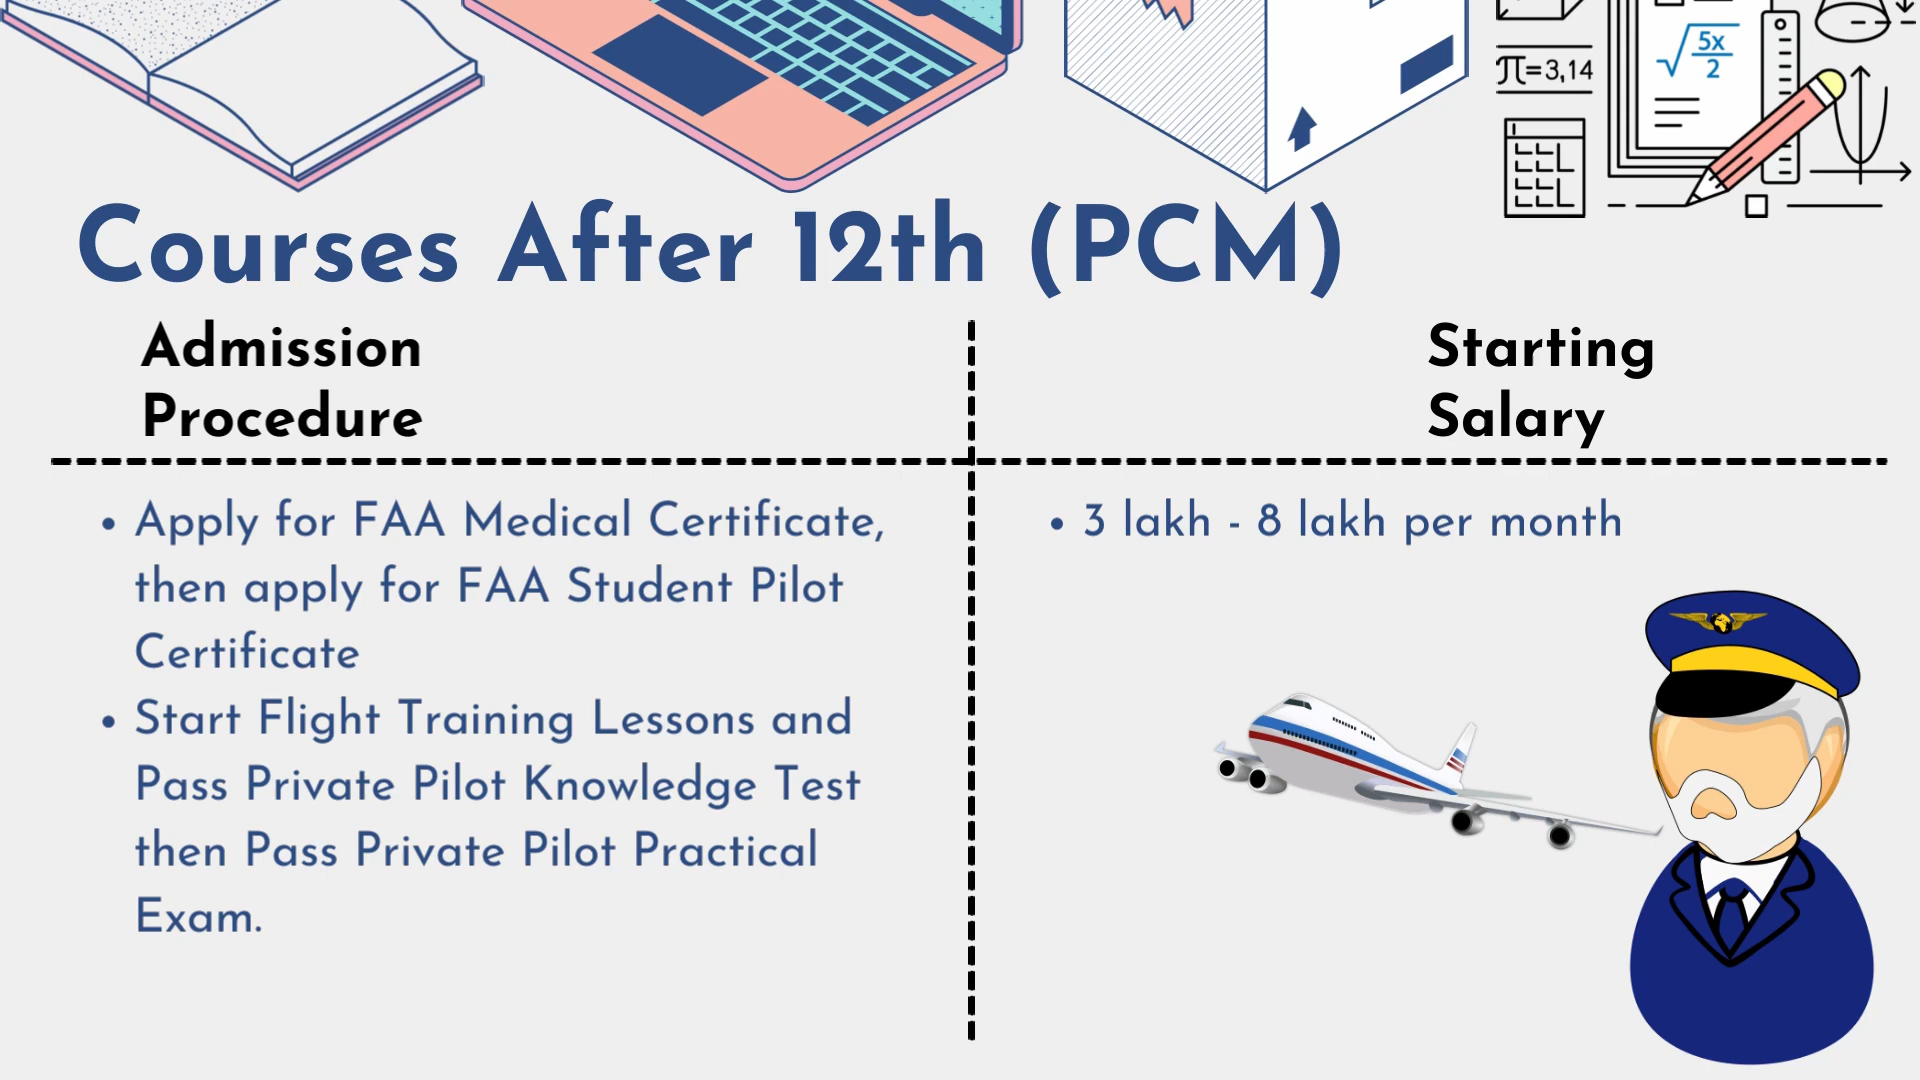 π=3,14
√5x/2
Courses After 12th (PCM)
Admission
Procedure
Starting
Salary
• Apply for FAA Medical Certificate,
then apply for FAA Student Pilot
Certificate
• Start Flight Training Lessons and
Pass Private Pilot Knowledge Test
then Pass Private Pilot Practical
Exam.
• 3 lakh - 8 lakh per month